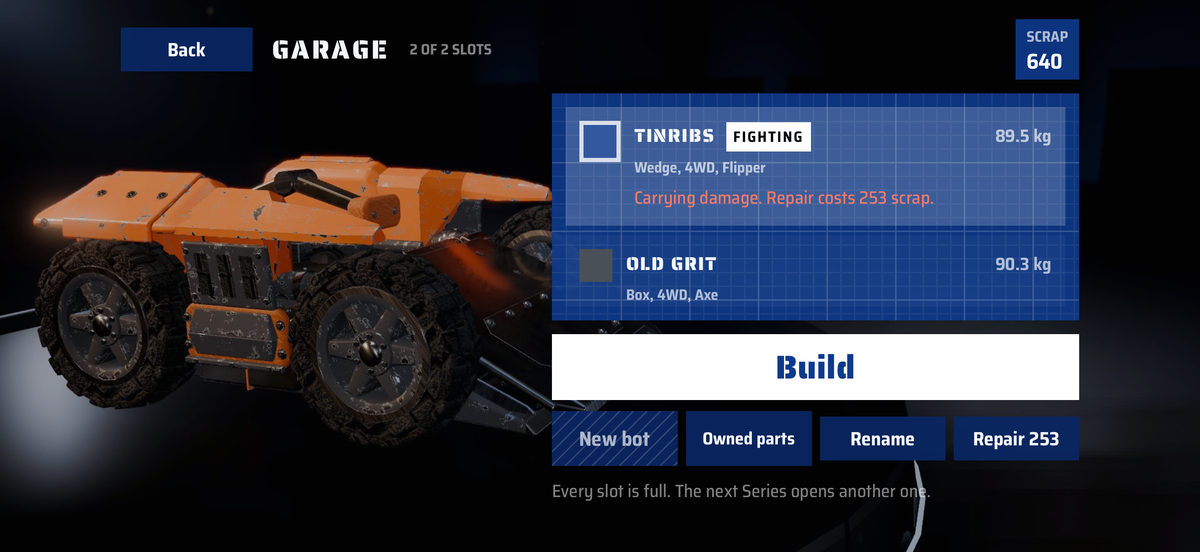 Back
GARAGE
2 OF 2 SLOTS
SCRAP
640
TINRIBS
FIGHTING
89.5 kg
Wedge, 4WD, Flipper
Carrying damage. Repair costs 253 scrap.
OLD GRIT
90.3 kg
Box, 4WD, Axe
Build
New bot
Owned parts
Rename
Repair 253
Every slot is full. The next Series opens another one.